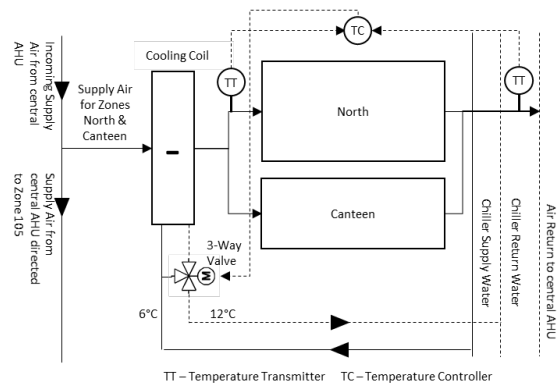 Incoming Supply
Air from central
AHU
Supply Air from
central AHU directed
to Zone 105
Supply Air
for Zones
North &
Canteen
Cooling Coil
TT
TC
TT
North
Canteen
3-Way
Valve
M
6°C
12°C
Chiller Supply Water
Chiller Return Water
Air Return to central AHU
TT – Temperature Transmitter TC – Temperature Controller